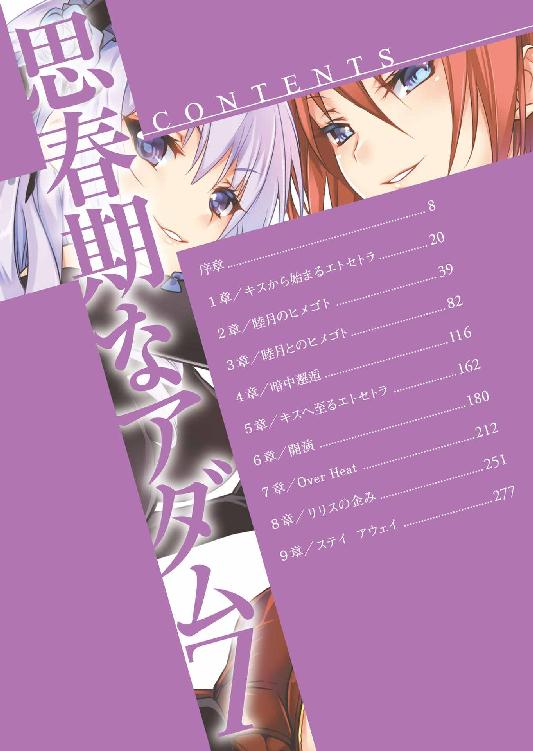 思春期なアダム7
CONTENTS
序章 8
1章/キスから始まるエトセトラ 20
2章/睦月のヒメゴト 39
3章/睦月とのヒメゴト 82
4章/暗中邂逅 116
5章/キスへ至るエトセトラ 162
6章/開演 180
7章/Over Heat 212
8章/リリスの企み 251
9章/ステイ アウェイ 277